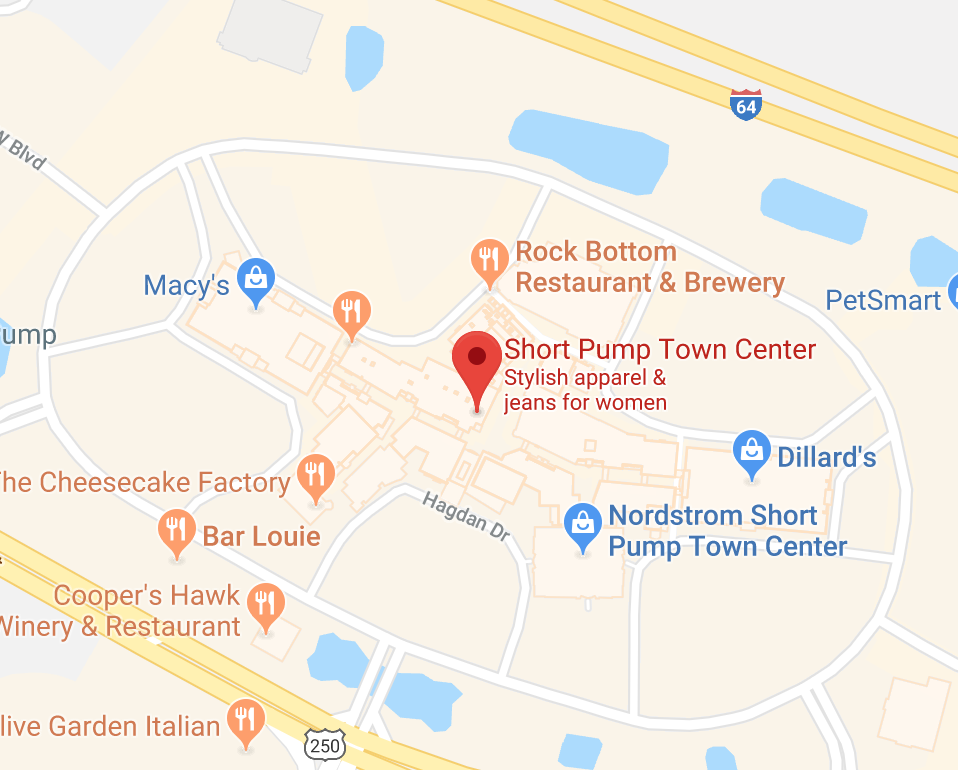 64
W Blvd
Rock Bottom
Restaurant & Brewery
Macy's
PetSmart
ump
Short Pump Town Center
Stylish apparel &
jeans for women
Dillard's
The Cheesecake Factory
Hagdan Dr
Nordstrom Short
Pump Town Center
Bar Louie
Cooper's Hawk
Winery & Restaurant
live Garden Italian
250